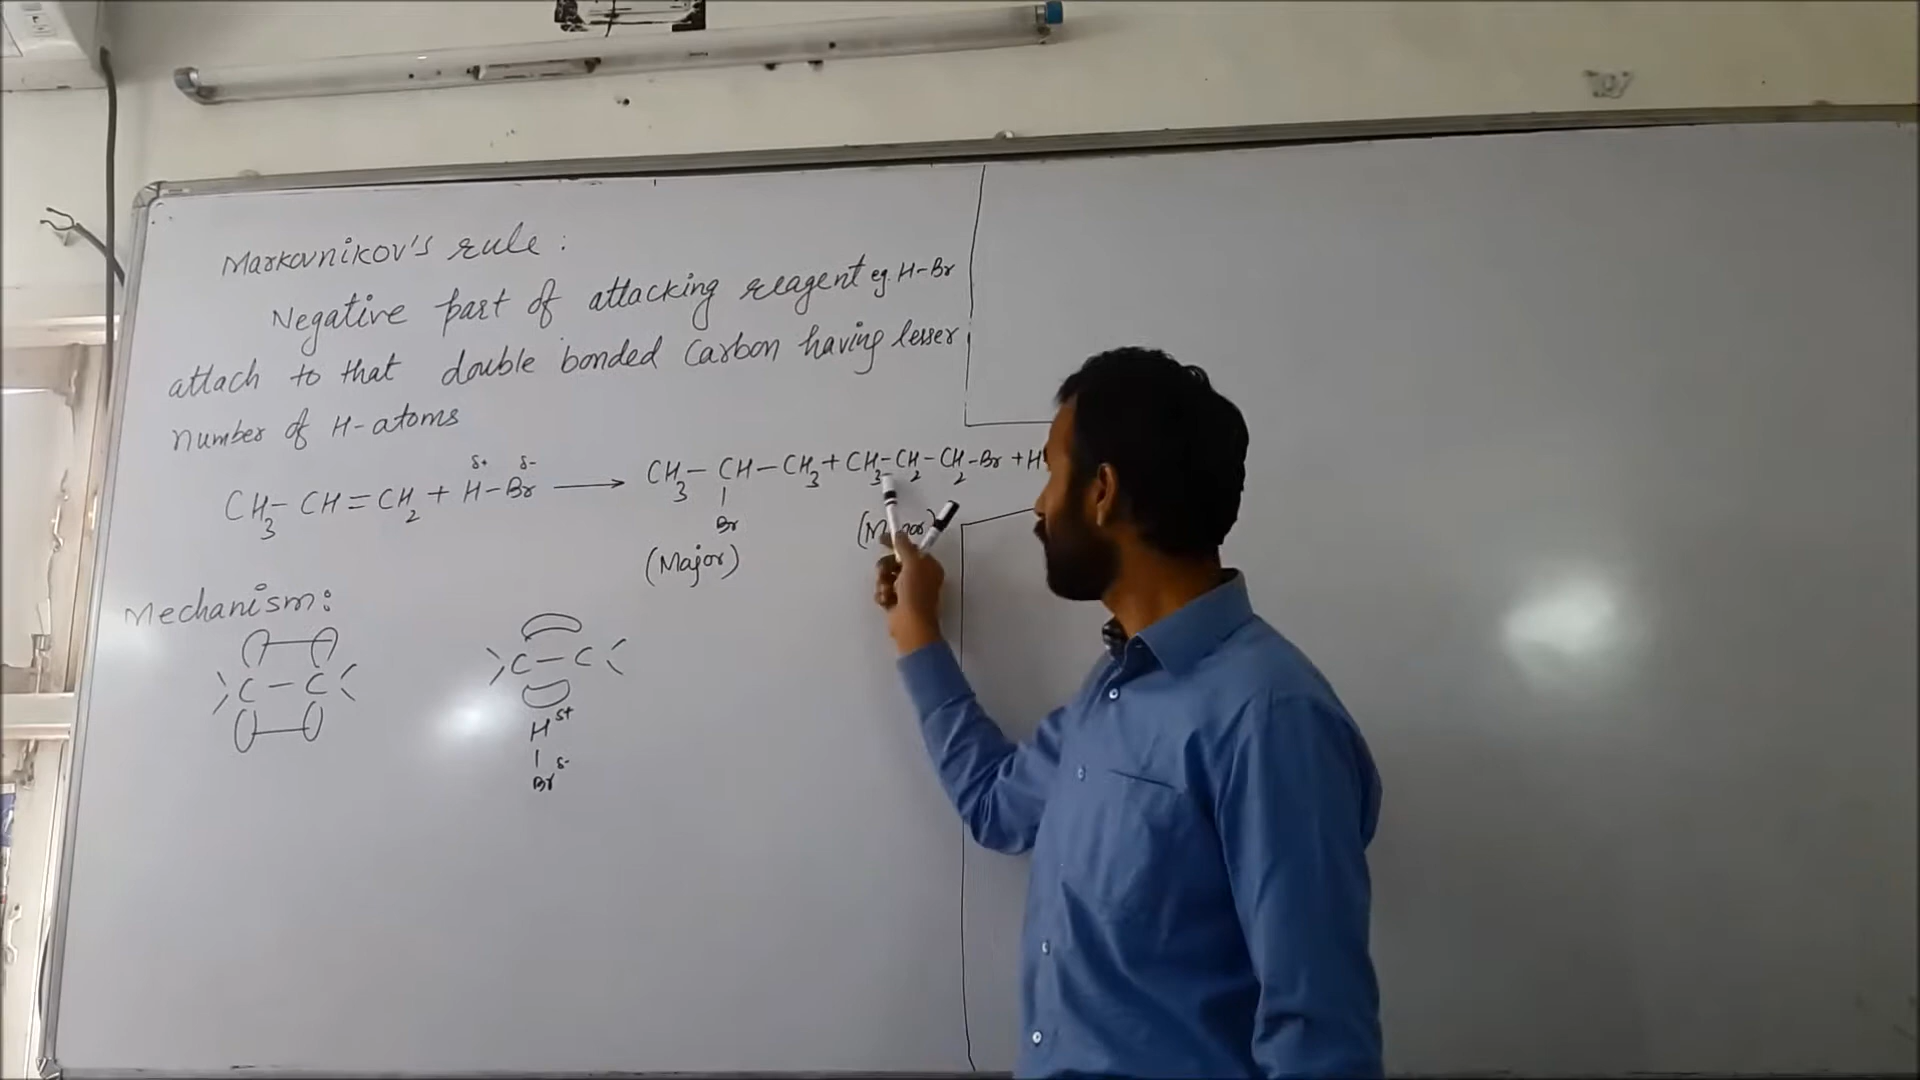 Markovnikov's rule:
Negative part of attacking reagent eg. H-Br
attach to that double bonded carbon having lesser
number of H-atoms
δ+ δ-
CH3-CH=CH2+H-Br → CH3-CH-CH3+CH3-CH2-CH2-Br+H
Br
(Major)
Mechanism:
C-C
C-C
H δ+
Br δ-